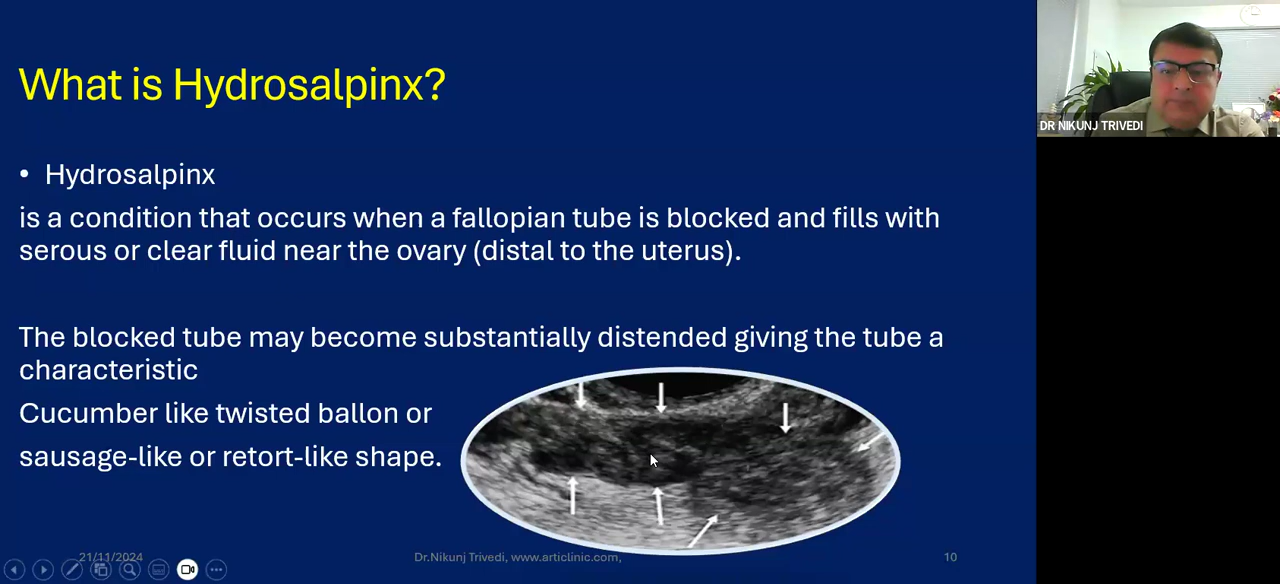 What is Hydrosalpinx?
• Hydrosalpinx
is a condition that occurs when a fallopian tube is blocked and fills with
serous or clear fluid near the ovary (distal to the uterus).
The blocked tube may become substantially distended giving the tube a
characteristic
Cucumber like twisted ballon or
sausage-like or retort-like shape.
21/11/2024
Dr.Nikunj Trivedi, www.articlinic.com,
10
DR NIKUNJ TRIVEDI